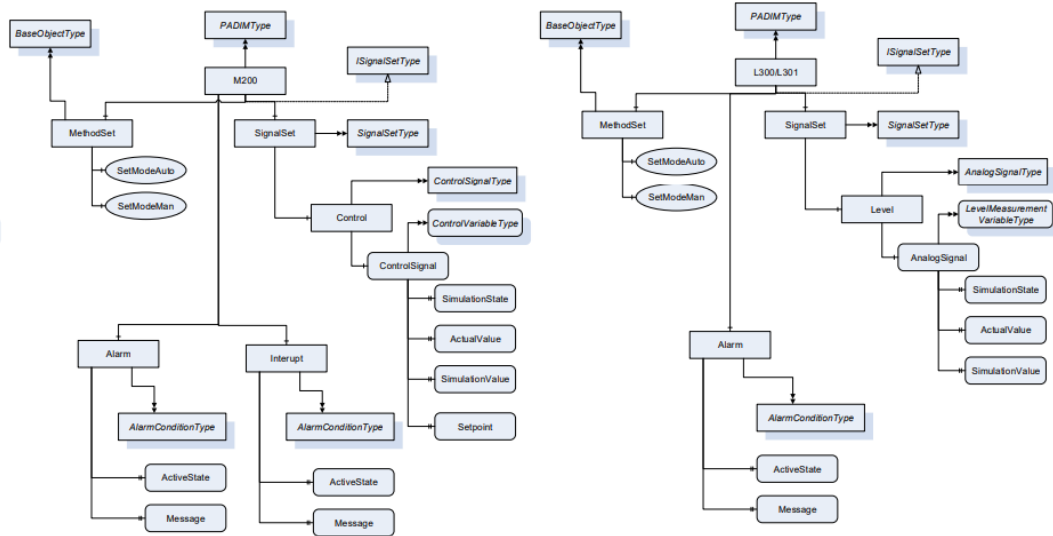 PADIMType
BaseObjectType
ISignalSetType
M200
MethodSet
SignalSet
SignalSetType
SetModeAuto
SetModeMan
ControlSignalType
Control
ControlVariableType
ControlSignal
SimulationState
ActualValue
SimulationValue
Setpoint
Alarm
Interupt
AlarmConditionType
AlarmConditionType
ActiveState
Message
ActiveState
Message
PADIMType
BaseObjectType
ISignalSetType
L300/L301
MethodSet
SignalSet
SignalSetType
SetModeAuto
SetModeMan
AnalogSignalType
Level
LevelMeasurement
VariableType
AnalogSignal
SimulationState
ActualValue
SimulationValue
Alarm
AlarmConditionType
ActiveState
Message